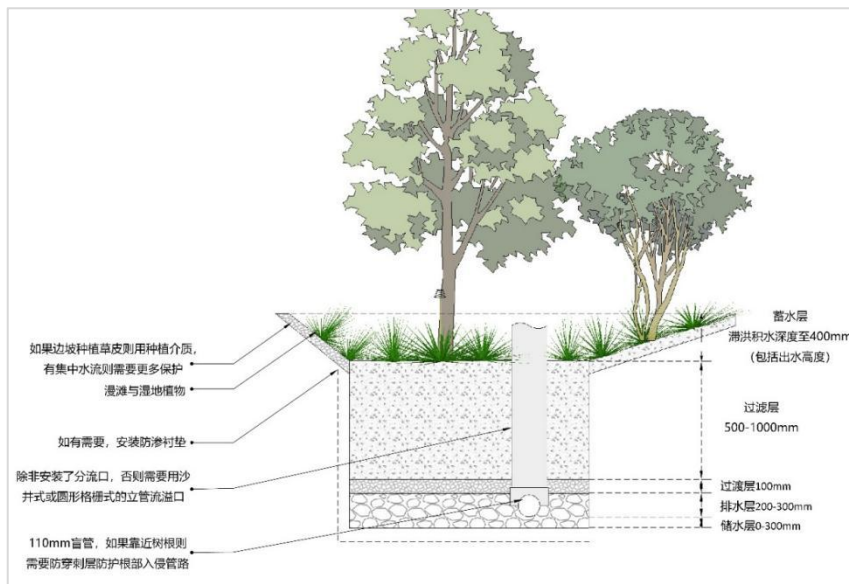 如果边坡种植草皮则用种植介质，
有集中水流则需要更多保护
漫滩与湿地植物
如有需要，安装防渗衬垫
除非安装了分流口，否则需要用沙
井式或圆形格栅式的立管流溢口
110mm盲管，如果靠近树根则
需要防穿刺层防护根部入侵管路
蓄水层
滞洪积水深度至400mm
（包括出水高度）
过滤层
500-1000mm
过渡层100mm
排水层200-300mm
储水层0-300mm